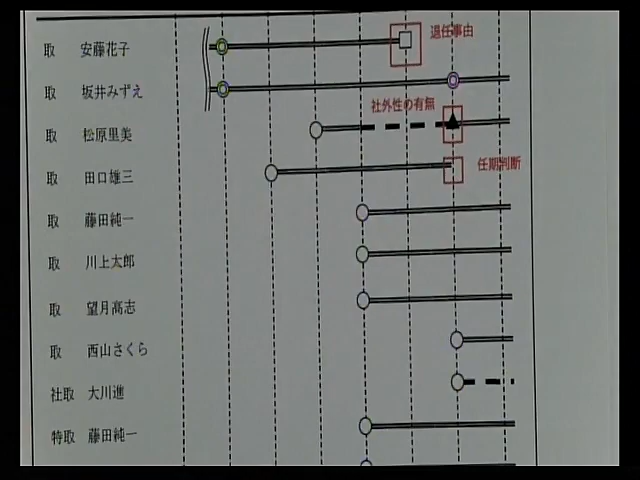 取 安藤花子 退任事由
取 坂井みずえ
社外性の有無
取 松原里美
取 田口雄三 任期判断
取 藤田純一
取 川上太郎
取 望月高志
取 西山さくら
社取 大川進
特取 藤田純一